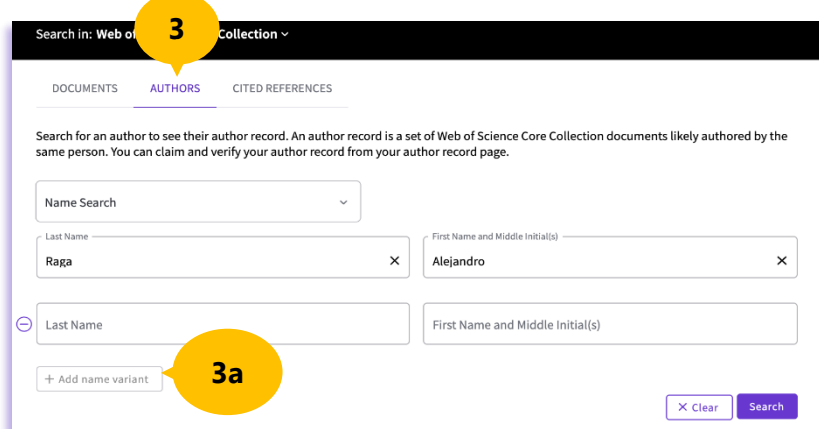 Search in: Web of Collection
3
DOCUMENTS AUTHORS CITED REFERENCES
Search for an author to see their author record. An author record is a set of Web of Science Core Collection documents likely authored by the
same person. You can claim and verify your author record from your author record page.
Name Search
Last Name First Name and Middle Initial(s)
Raga Alejandro
Last Name First Name and Middle Initial(s)
+ Add name variant
3a
× Clear Search